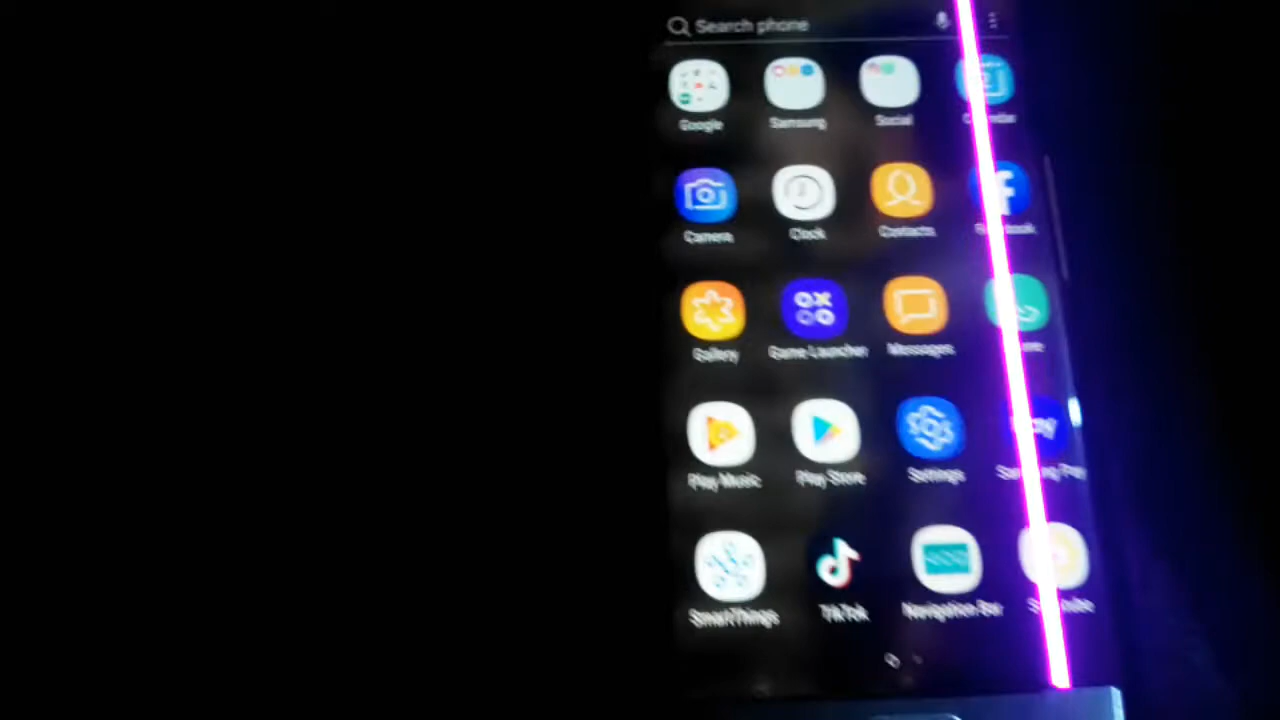 Search phone
Google Samsung Social
Camera Clock Contacts
Gallery Game Launcher Messages
Play Music Play Store Settings
SmartThings TikTok Navigation Bar